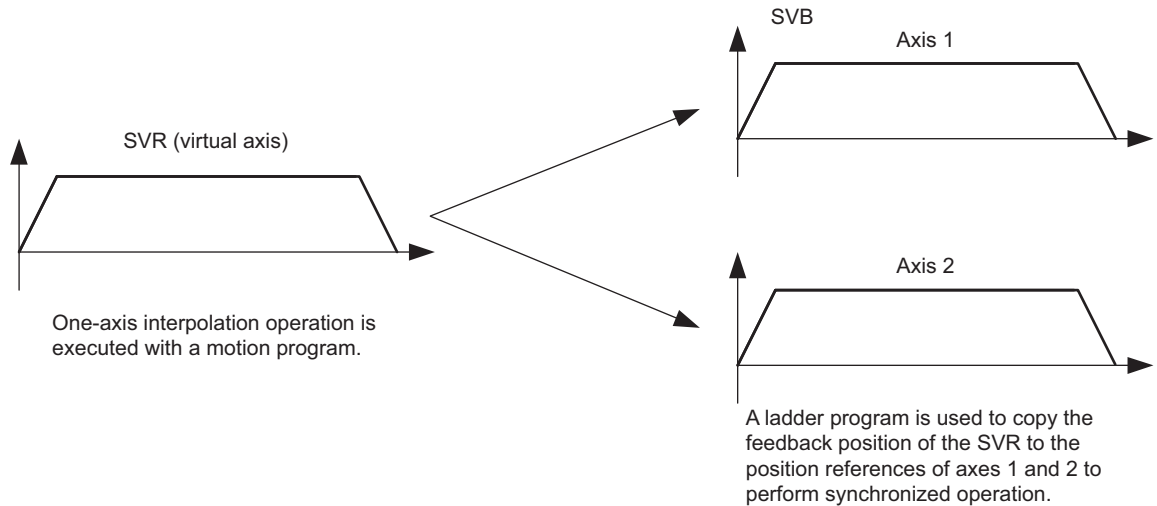 SVR (virtual axis)
One-axis interpolation operation is
executed with a motion program.
SVB
Axis 1
Axis 2
A ladder program is used to copy the
feedback position of the SVR to the
position references of axes 1 and 2 to
perform synchronized operation.